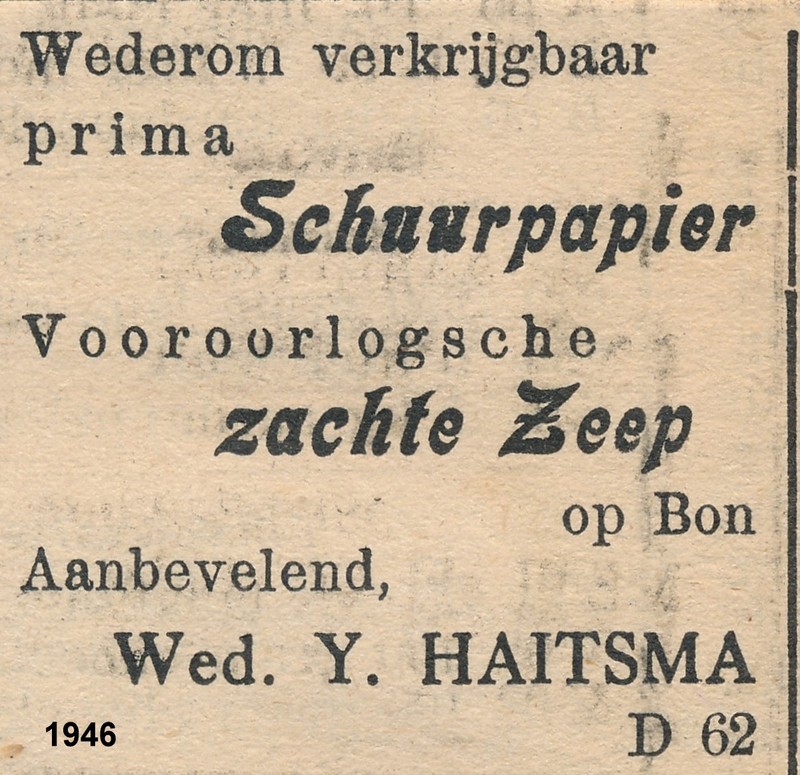 Wederom verkrijgbaar
prima
Schuurpapier
Vooroorlogsche
zachte Zeep
op Bon
Aanbevelend,
Wed. Y. HAITSMA
D 62
1946